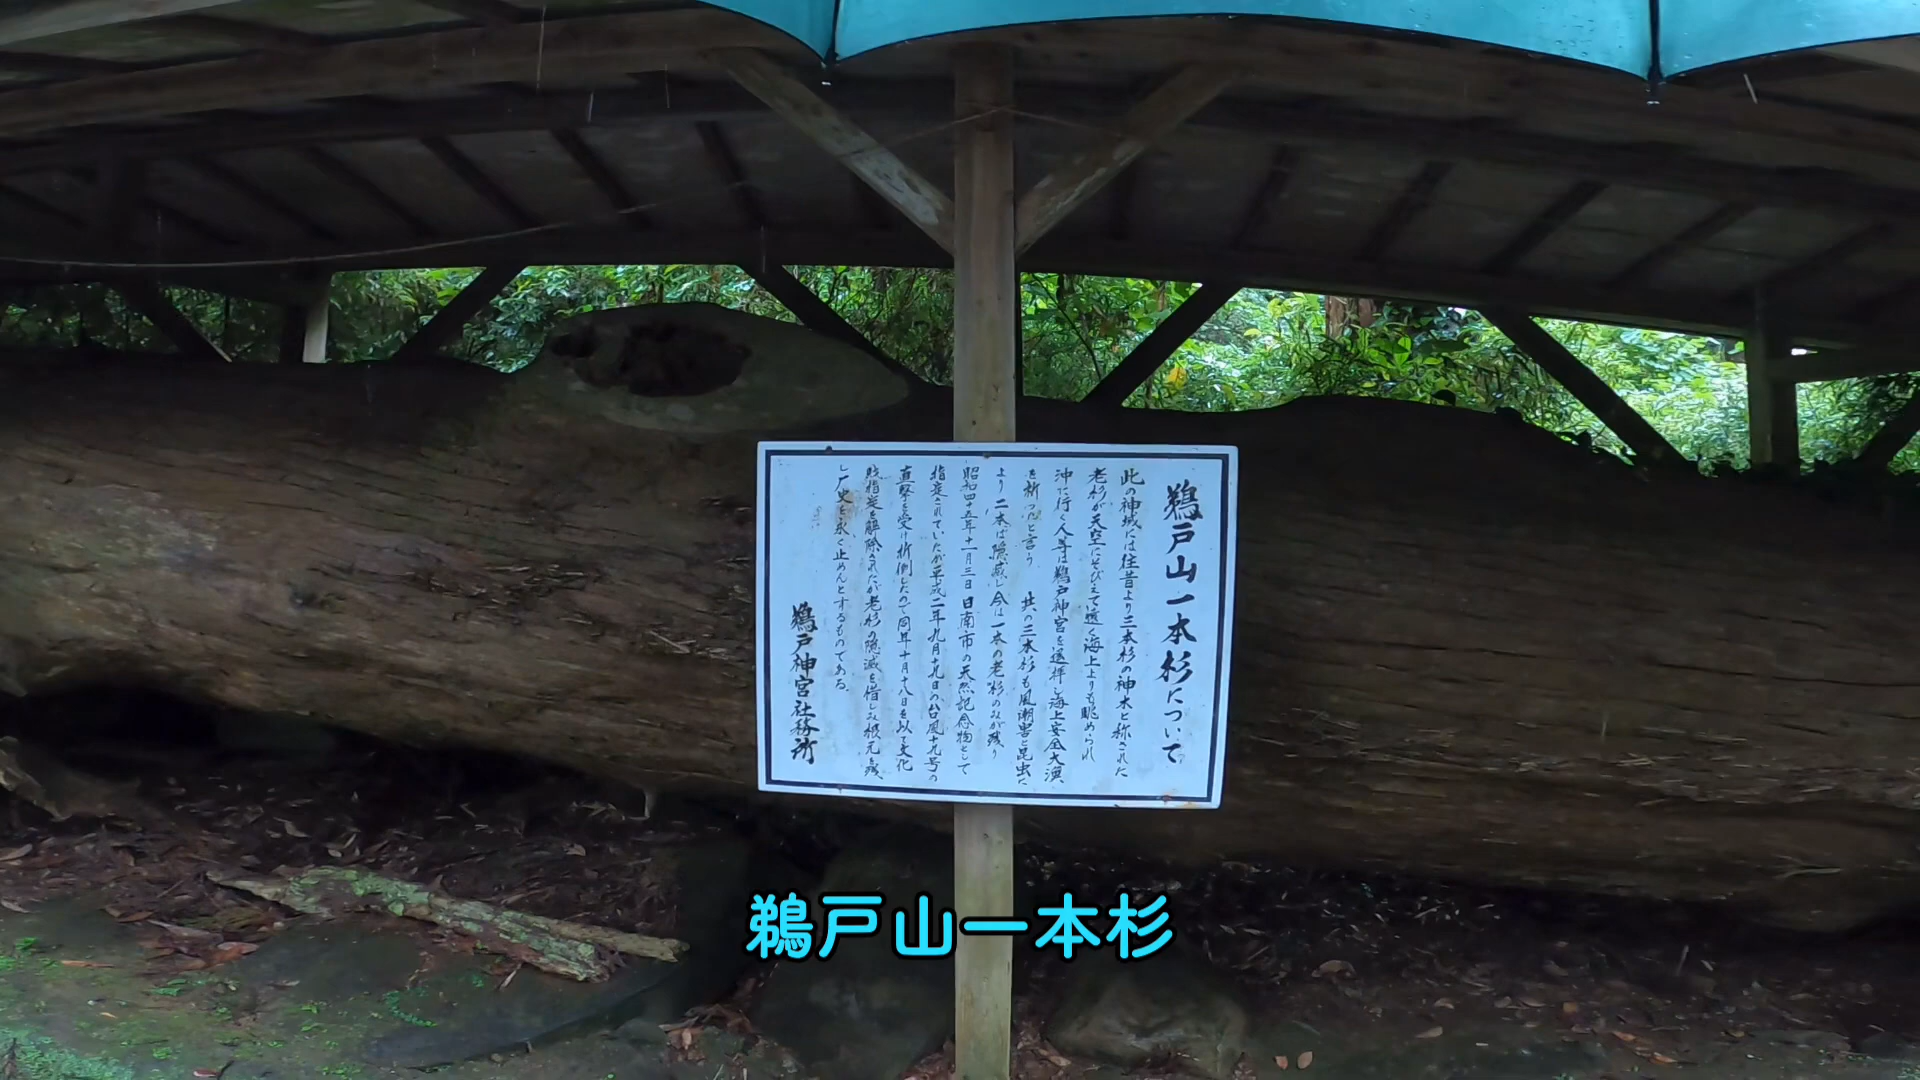 鵜戸山一本杉について
此の神域には往昔より三本杉の神木と称された
老杉が天空にそびえて遠く海上よりも眺められ
沖に行く人等は鵜戸神宮を遥拝し海上安全大漁
を祈ったと言う 其の三本杉も風潮害と昆虫に
より二本は隠滅し今は一本の老杉のみが残り
昭和四十五年十一月三日日南市の天然記念物として
指定されていたが平成二年九月十九日の台風十九号の
直撃を受け折倒したので同年十月十八日を以て文化
財指定を解除されたが老杉の隠滅を惜しみ根元を残
し厂史を永く止めんとするものである。
鵜戸神宮社務所
鵜戸山一本杉